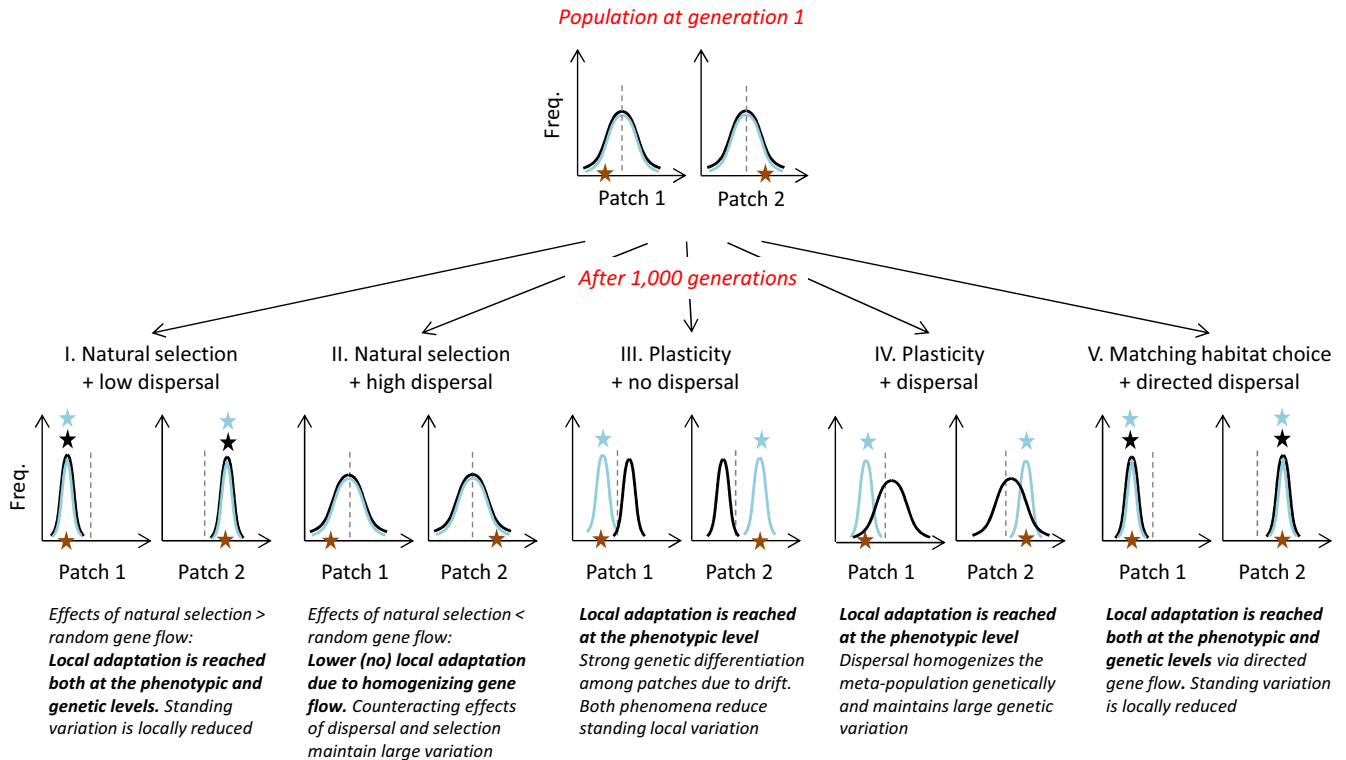 Population at generation 1
Freq.
Patch 1
Patch 2
After 1,000 generations
I. Natural selection
+ low dispersal
II. Natural selection
+ high dispersal
III. Plasticity
+ no dispersal
IV. Plasticity
+ dispersal
V. Matching habitat choice
+ directed dispersal
Freq.
Patch 1
Patch 2
Patch 1
Patch 2
Patch 1
Patch 2
Patch 1
Patch 2
Patch 1
Patch 2
Effects of natural selection >
random gene flow:
Local adaptation is reached
both at the phenotypic and
genetic levels. Standing
variation is locally reduced
Effects of natural selection <
random gene flow:
Lower (no) local adaptation
due to homogenizing gene
flow. Counteracting effects
of dispersal and selection
maintain large variation
Local adaptation is reached
at the phenotypic level
Strong genetic differentiation
among patches due to drift.
Both phenomena reduce
standing local variation
Local adaptation is reached
at the phenotypic level
Dispersal homogenizes the
meta-population genetically
and maintains large genetic
variation
Local adaptation is reached
both at the phenotypic and
genetic levels via directed
gene flow. Standing variation
is locally reduced